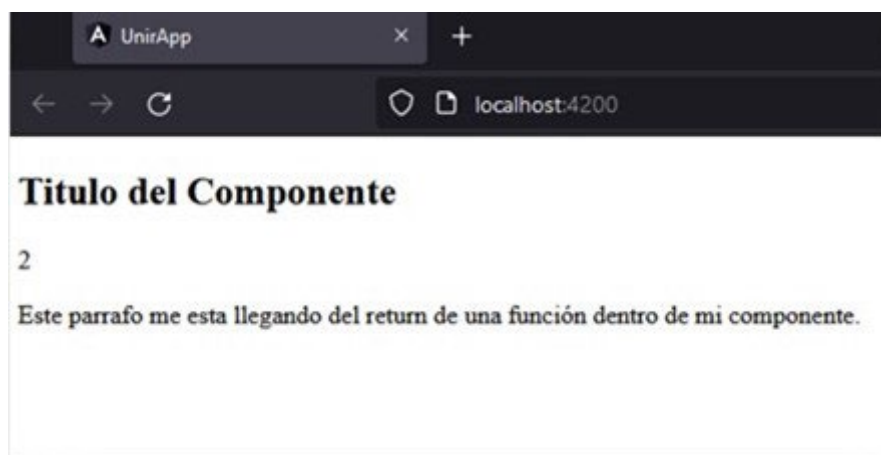 UnirApp
localhost:4200
Titulo del Componente
2
Este parrafo me esta llegando del return de una función dentro de mi componente.